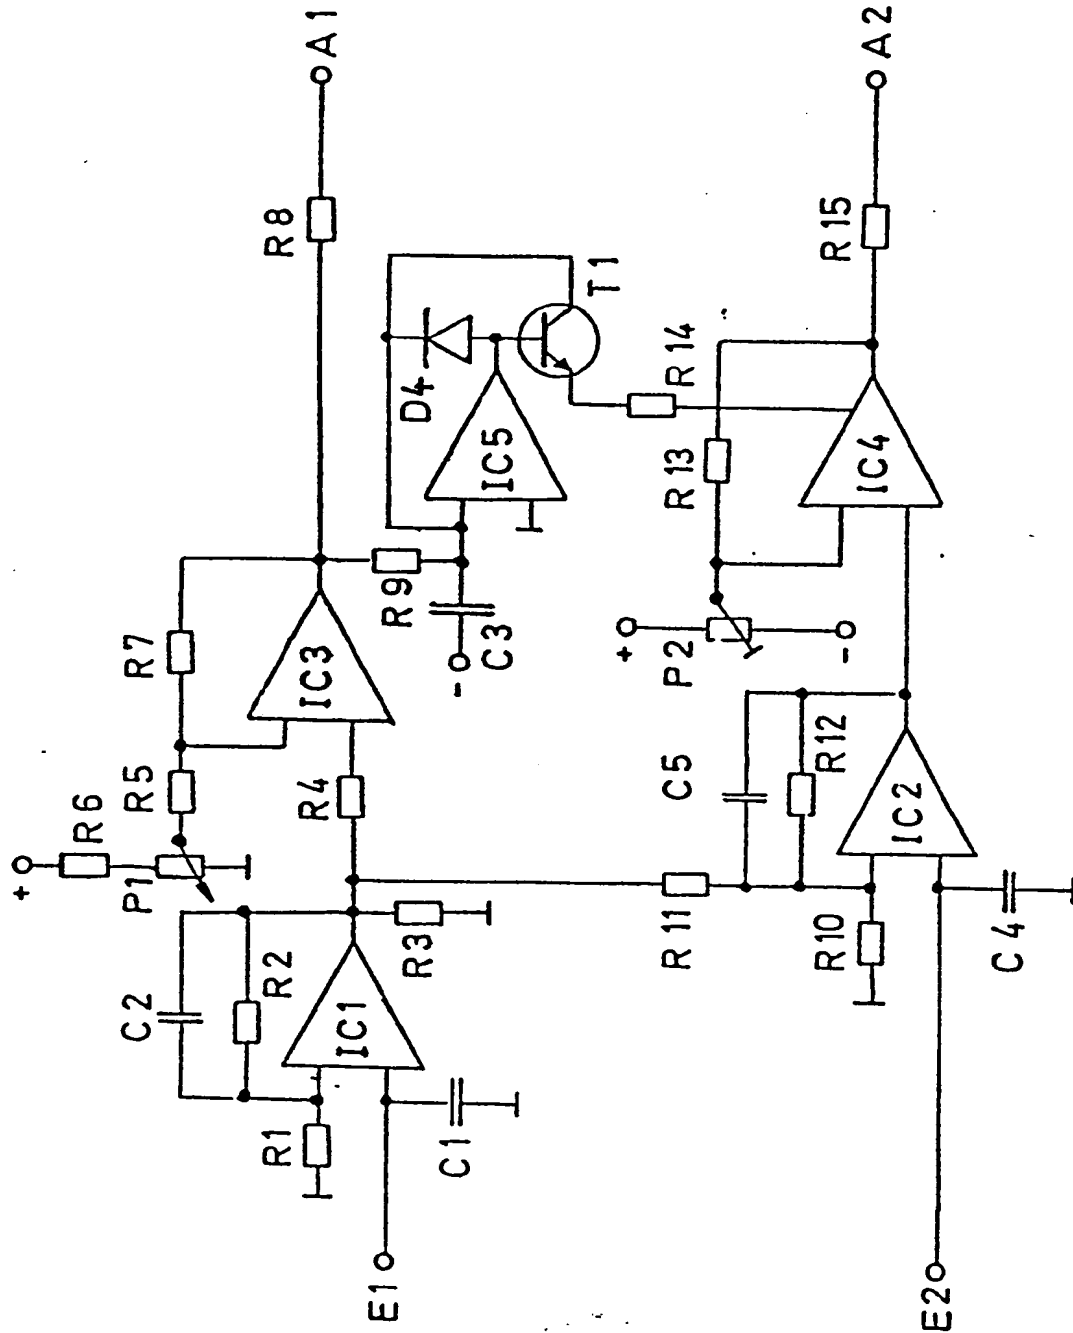 A1
A2
R8
R15
T1
D4
R14
IC5
R13
IC4
R9
C3
-
+
P2
-
R7
IC3
R5
R4
R6
+
P1
C5
R12
IC2
R11
R10
C4
C2
R2
R3
IC1
R1
C1
E1
E2